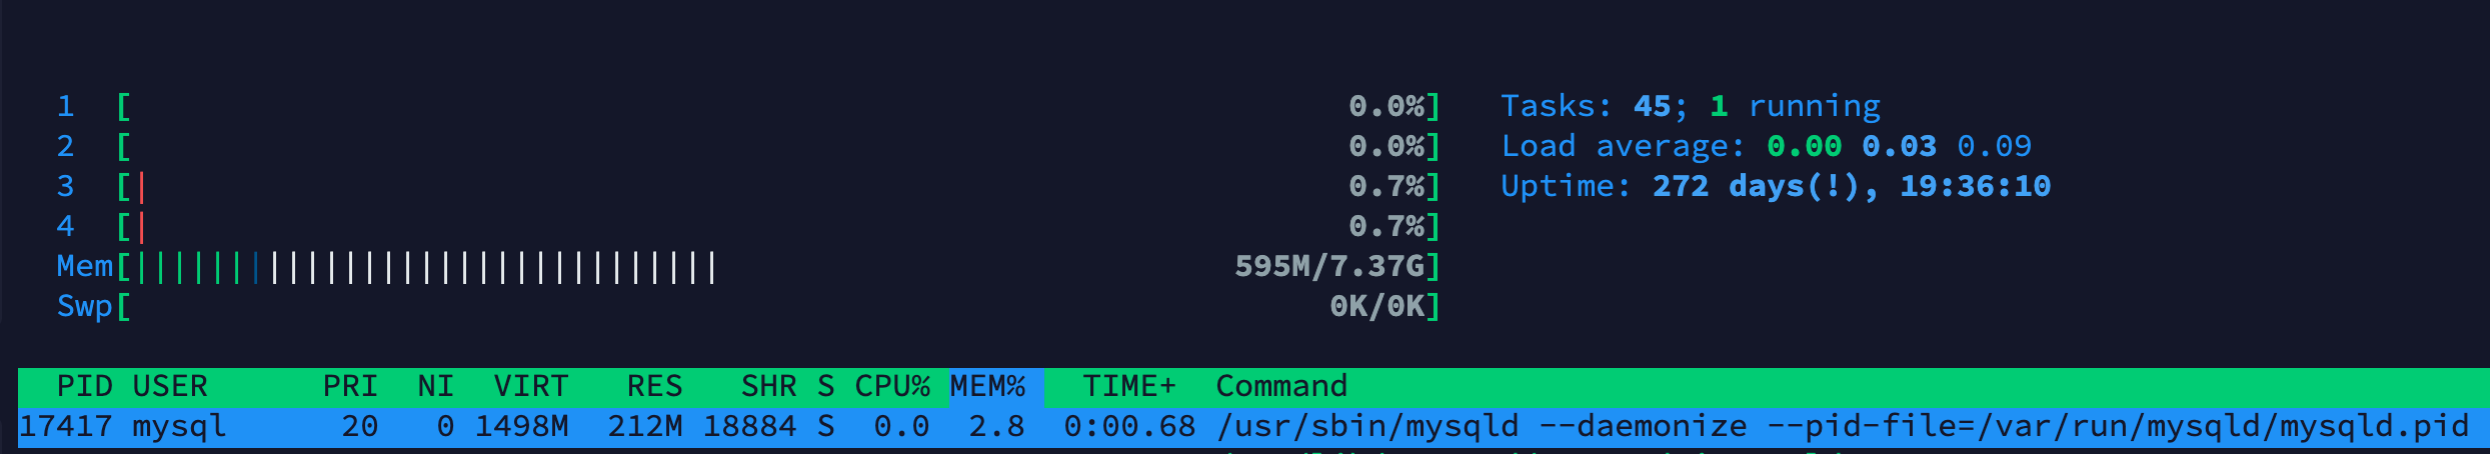 1 [ 0.0%] Tasks: 45; 1 running
2 [ 0.0%] Load average: 0.00 0.03 0.09
3 [| 0.7%] Uptime: 272 days(!), 19:36:10
4 [| 0.7%]
Mem[||||||||||||||||||||||||||||||| 595M/7.37G]
Swp[ 0K/0K]
PID USER PRI NI VIRT RES SHR S CPU% MEM% TIME+ Command
17417 mysql 20 0 1498M 212M 18884 S 0.0 2.8 0:00.68 /usr/sbin/mysqld --daemonize --pid-file=/var/run/mysqld/mysqld.pid